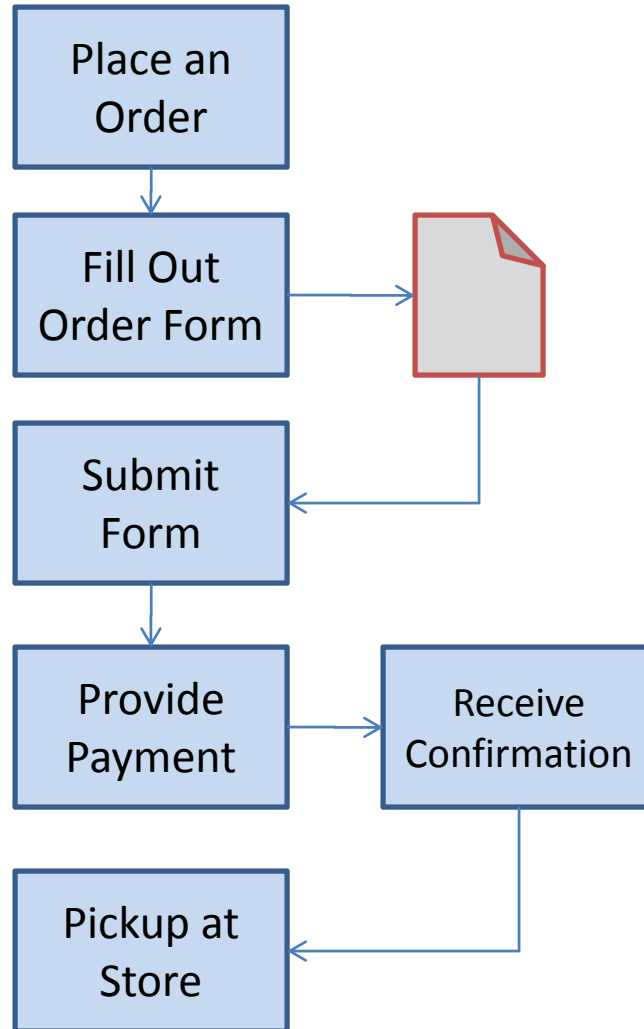 Place an
Order
Fill Out
Order Form
Submit
Form
Provide
Payment
Receive
Confirmation
Pickup at
Store